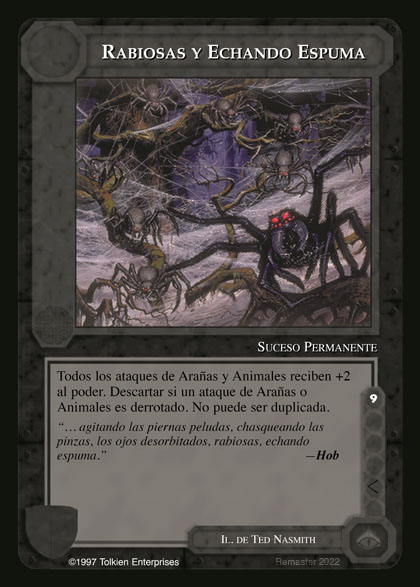 Rabiosas y Echando Espuma
Suceso Permanente
Todos los ataques de Arañas y Animales reciben +2
al poder. Descartar si un ataque de Arañas o
Animales es derrotado. No puede ser duplicada.
“…agitando las piernas peludas, chasqueando las
pinzas, los ojos desorbitados, rabiosas, echando
espuma.” —Hob
9
Il. de Ted Nasmith
©1997 Tolkien Enterprises
Remaster 2022